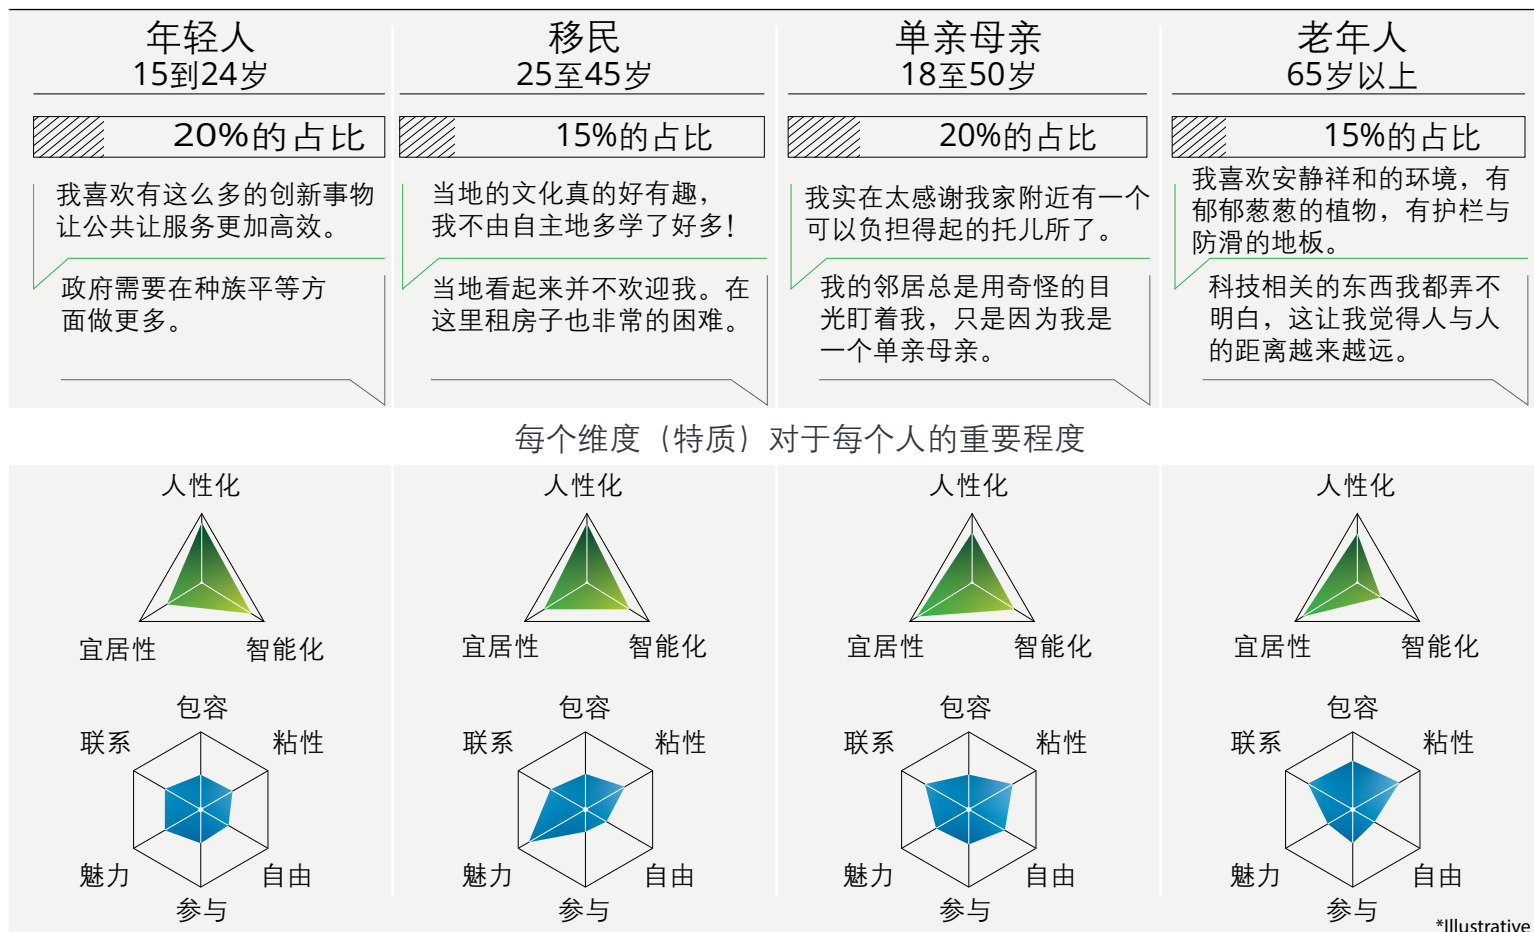 年轻人
15到24岁
20%的占比
我喜欢有这么多的创新事物
让公共让服务更加高效。
政府需要在种族平等方
面做更多。
移民
25至45岁
15%的占比
当地的文化真的好有趣，
我不由自主地多学了好多！
当地看起来并不欢迎我。在
这里租房子也非常的困难。
单亲母亲
18至50岁
20%的占比
我实在太感谢我家附近有一个
可以负担得起的托儿所了。
我的邻居总是用奇怪的目
光盯着我，只是因为我是
一个单亲母亲。
老年人
65岁以上
15%的占比
我喜欢安静祥和的环境，有
郁郁葱葱的植物，有护栏与
防滑的地板。
科技相关的东西我都弄不
明白，这让我觉得人与人
的距离越来越远。
每个维度（特质）对于每个人的重要程度
人性化
宜居性
智能化
包容
联系
粘性
魅力
自由
参与
人性化
宜居性
智能化
包容
联系
粘性
魅力
自由
参与
人性化
宜居性
智能化
包容
联系
粘性
魅力
自由
参与
人性化
宜居性
智能化
包容
联系
粘性
魅力
自由
参与
*Illustrative